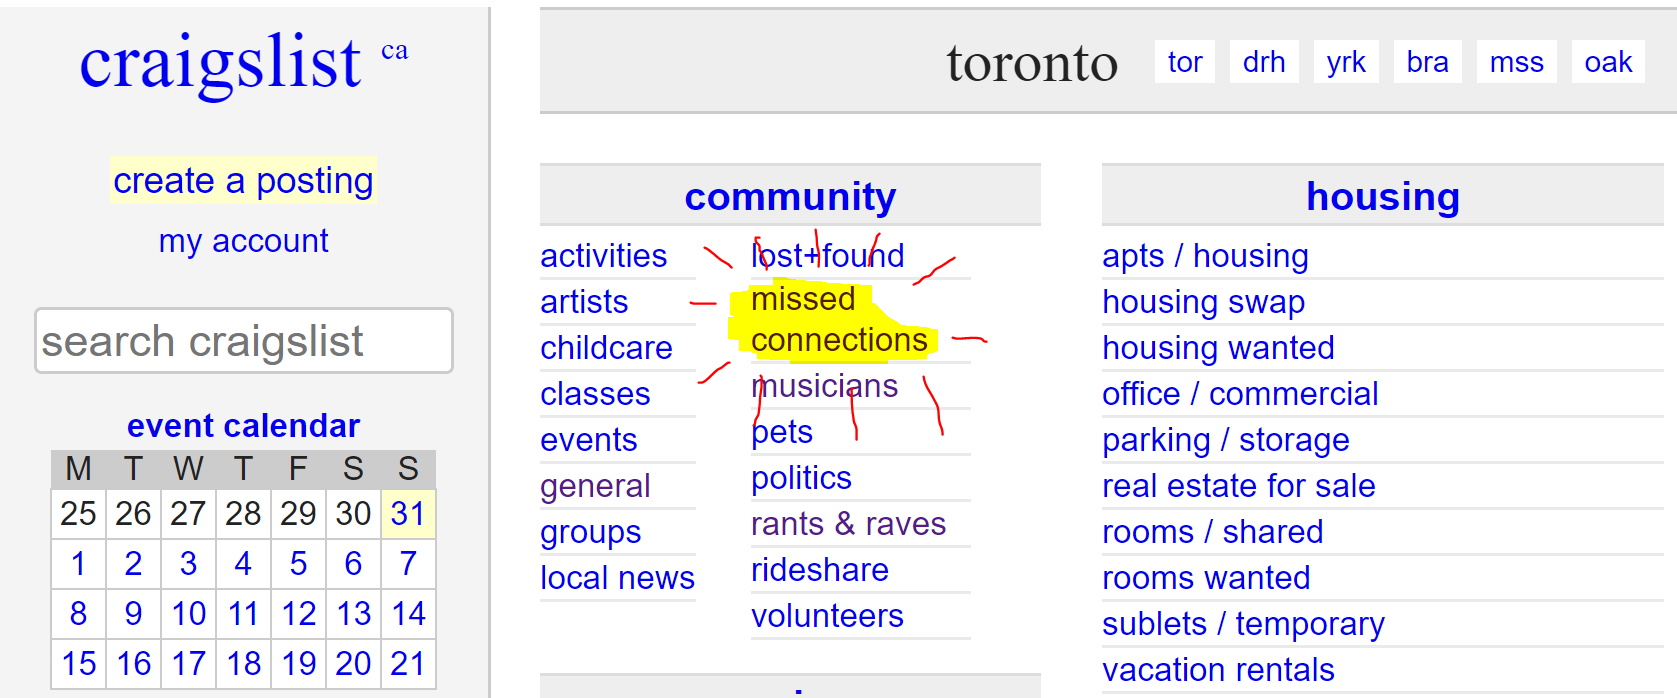 craigslist ca
create a posting
my account
search craigslist
event calendar
M T W T F S S
25 26 27 28 29 30 31
1 2 3 4 5 6 7
8 9 10 11 12 13 14
15 16 17 18 19 20 21
toronto tor drh yrk bra mss oak
community
activities
artists
childcare
classes
events
general
groups
local news
lost+found
missed
connections
musicians
pets
politics
rants & raves
rideshare
volunteers
housing
apts / housing
housing swap
housing wanted
office / commercial
parking / storage
real estate for sale
rooms / shared
rooms wanted
sublets / temporary
vacation rentals